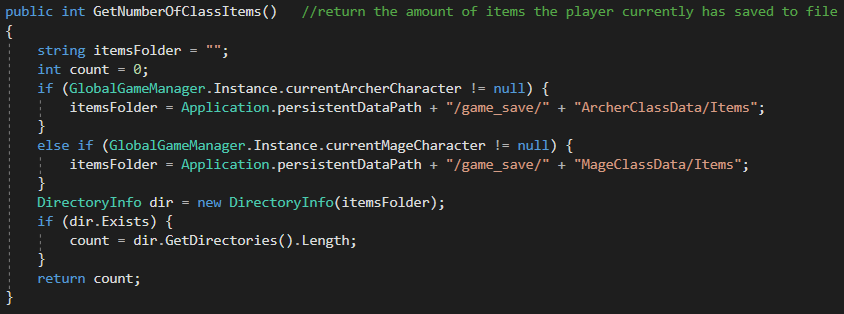 public int GetNumberOfClassItems()   //return the amount of items the player currently has saved to file
{
    string itemsFolder = "";
    int count = 0;
    if (GlobalGameManager.Instance.currentArcherCharacter != null) {
        itemsFolder = Application.persistentDataPath + "/game_save/" + "ArcherClassData/Items";
    }
    else if (GlobalGameManager.Instance.currentMageCharacter != null) {
        itemsFolder = Application.persistentDataPath + "/game_save/" + "MageClassData/Items";
    }
    DirectoryInfo dir = new DirectoryInfo(itemsFolder);
    if (dir.Exists) {
        count = dir.GetDirectories().Length;
    }
    return count;
}